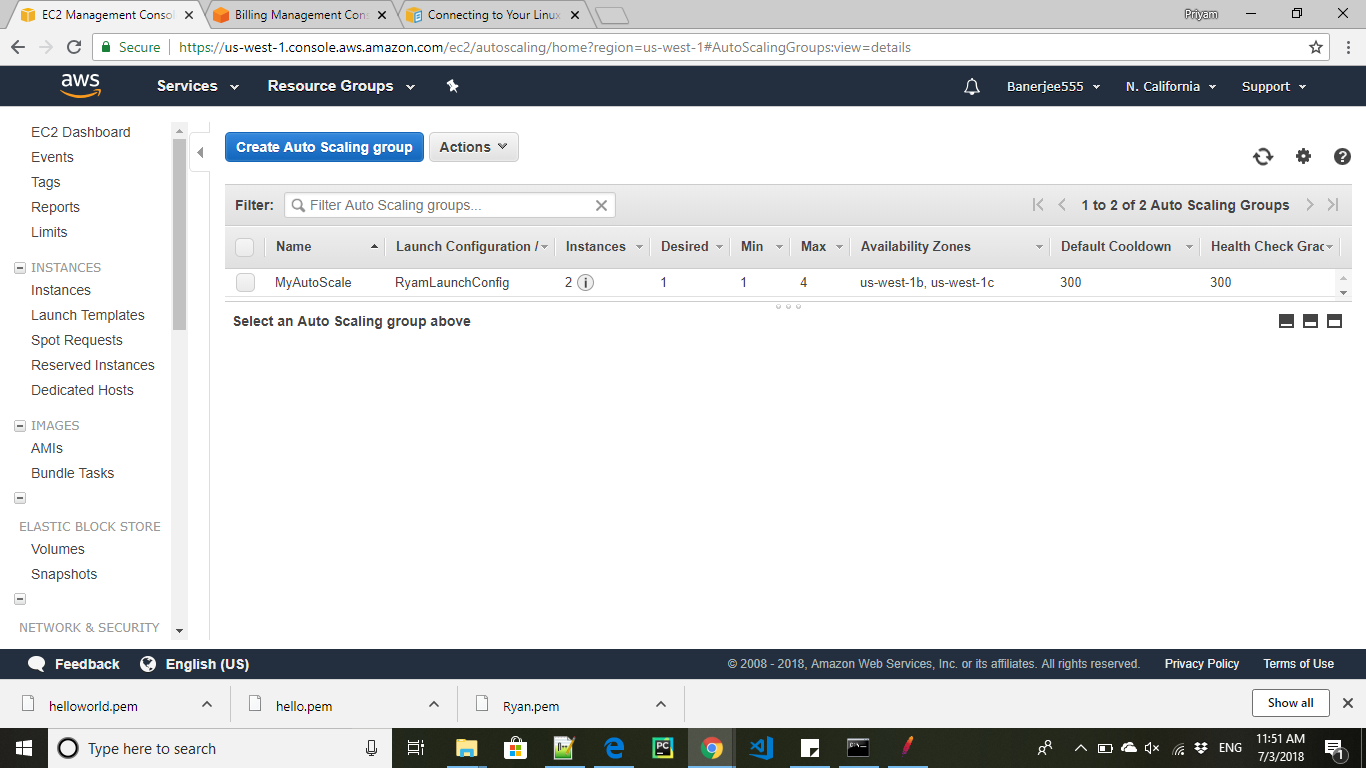 EC2 Management Conso
Billing Management Cons
Connecting to Your Linux
Priyam
Secure
https://us-west-1.console.aws.amazon.com/ec2/autoscaling/home?region=us-west-1#AutoScalingGroups:view=details
aws
Services
Resource Groups
Banerjee555
N. California
Support
EC2 Dashboard
Events
Tags
Reports
Limits
INSTANCES
Instances
Launch Templates
Spot Requests
Reserved Instances
Dedicated Hosts
IMAGES
AMIs
Bundle Tasks
ELASTIC BLOCK STORE
Volumes
Snapshots
NETWORK & SECURITY
Create Auto Scaling group
Actions
Filter:
Filter Auto Scaling groups...
1 to 2 of 2 Auto Scaling Groups
Name Launch Configuration / Instances Desired Min Max Availability Zones Default Cooldown Health Check Grac
MyAutoScale RyamLaunchConfig 2 1 1 4 us-west-1b, us-west-1c 300 300
Select an Auto Scaling group above
Feedback
English (US)
© 2008 - 2018, Amazon Web Services, Inc. or its affiliates. All rights reserved.
Privacy Policy
Terms of Use
helloworld.pem
hello.pem
Ryan.pem
Show all
Type here to search
ENG
11:51 AM
7/3/2018
1